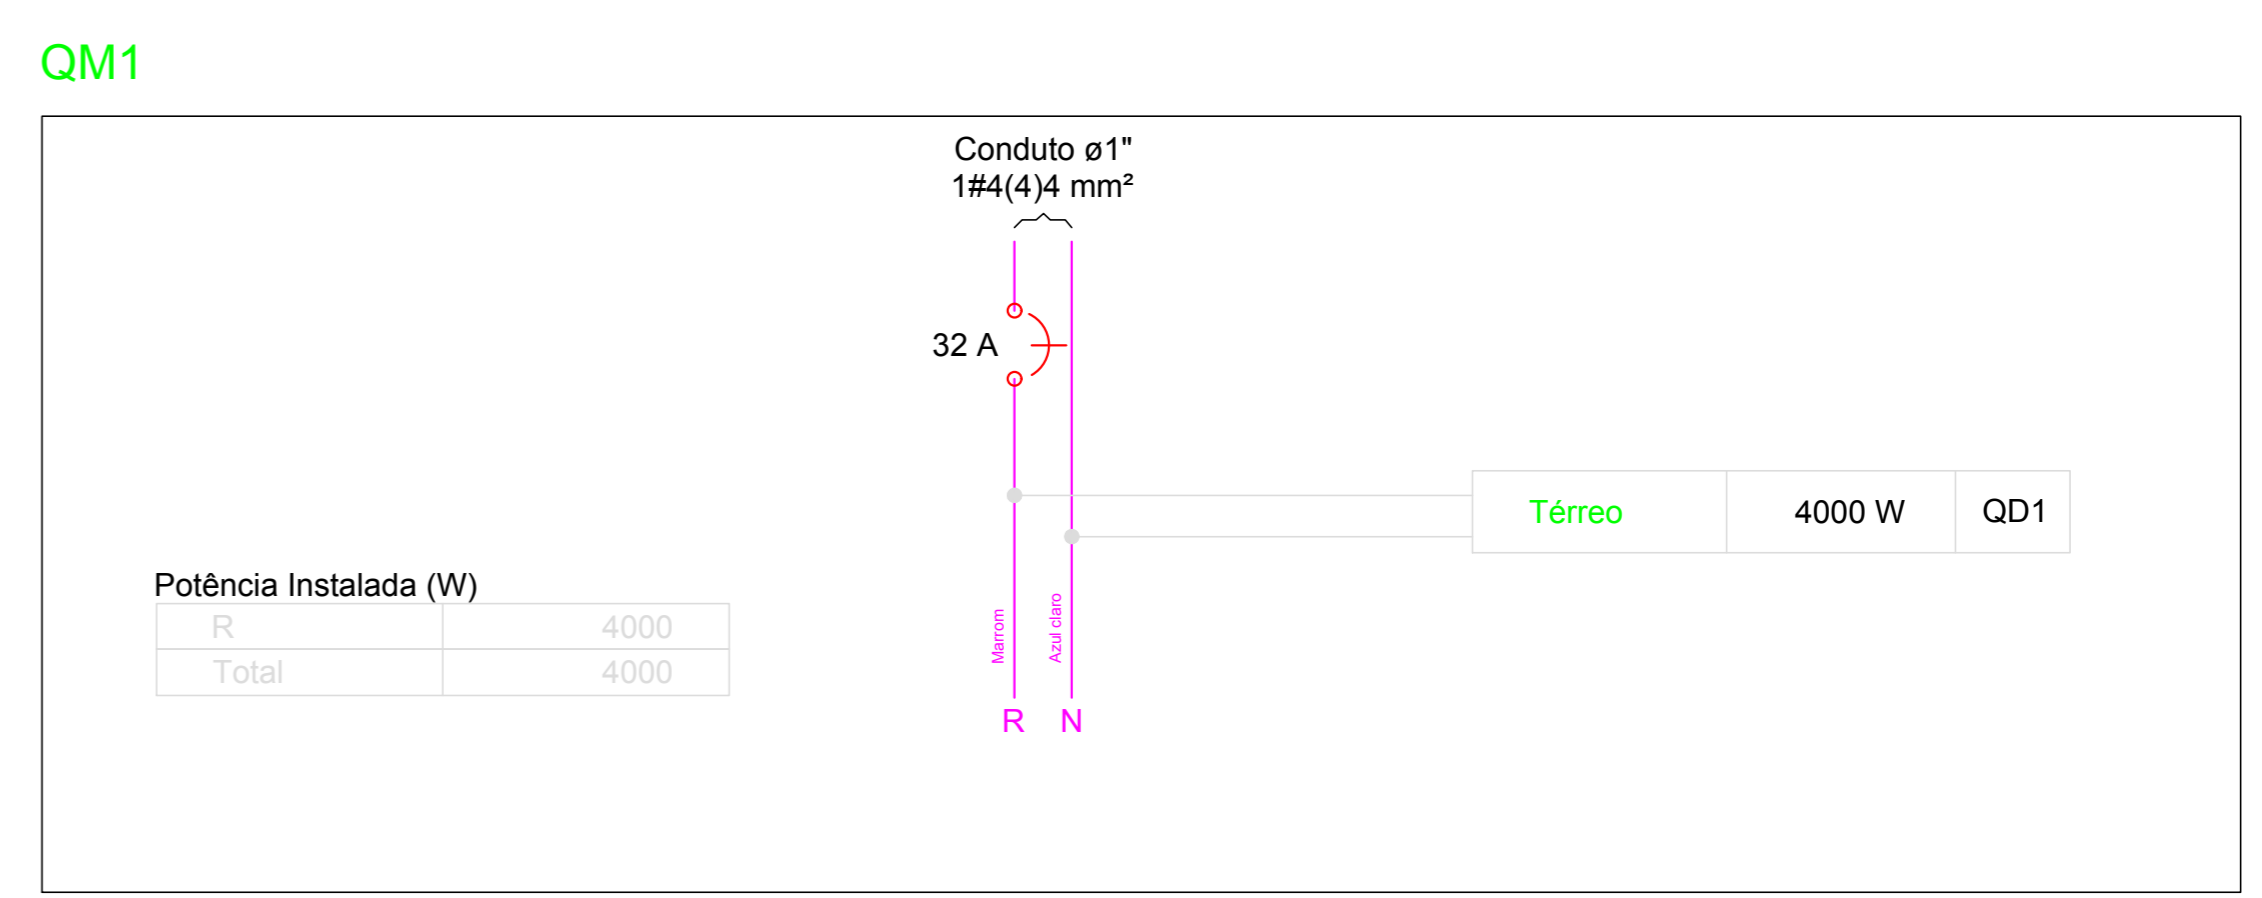 QM1
Conduto ø1"
1#4(4)4 mm²
32 A
Térreo 4000 W QD1
Potência Instalada (W)
R 4000
Total 4000
Marrom
Azul claro
R N